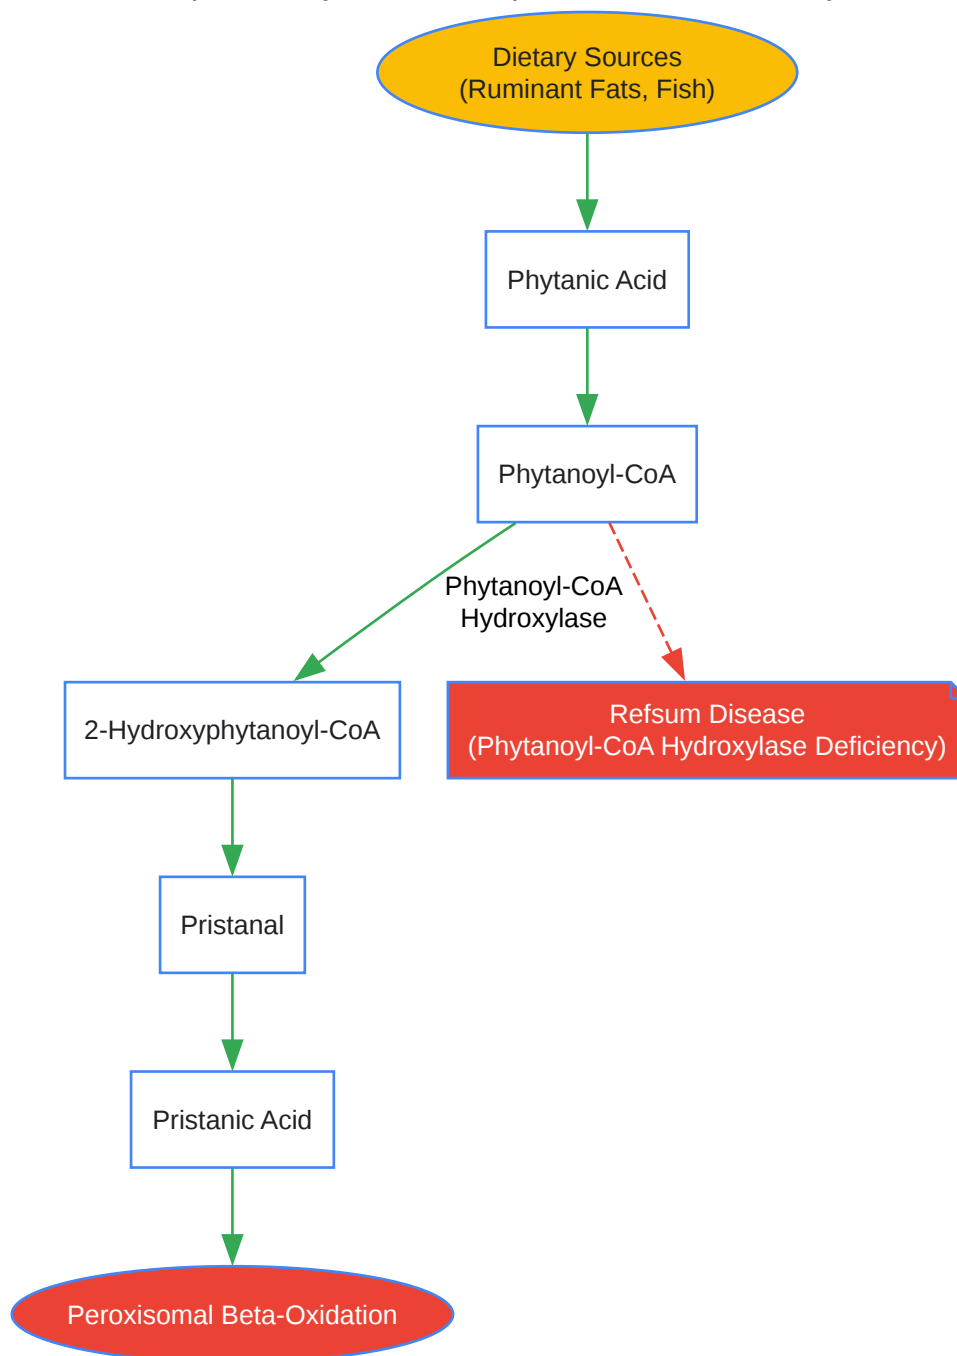 Dietary Sources
(Ruminant Fats, Fish)
Phytanic Acid
Phytanoyl-CoA
Phytanoyl-CoA
Hydroxylase
2-Hydroxyphytanoyl-CoA
Refsum Disease
(Phytanoyl-CoA Hydroxylase Deficiency)
Pristanal
Pristanic Acid
Peroxisomal Beta-Oxidation